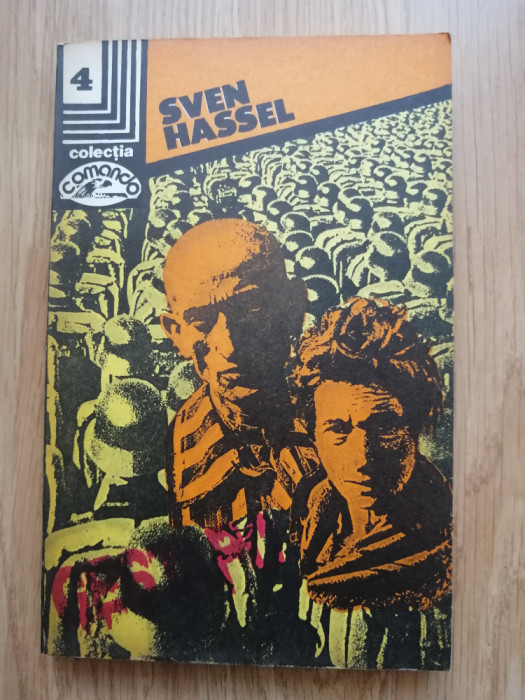 4
SVEN
HASSEL
colecția
comando